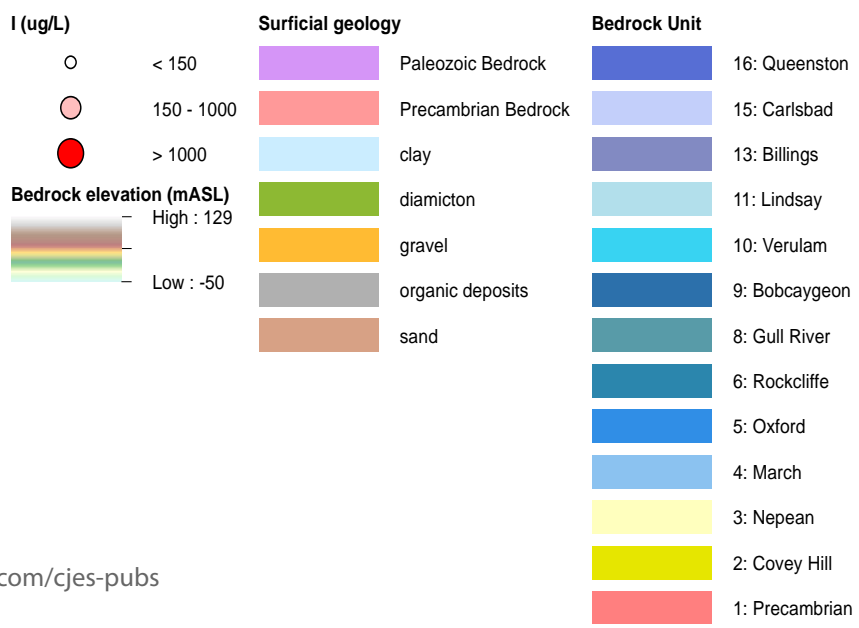 I (ug/L)
< 150
150 - 1000
> 1000
Bedrock elevation (mASL)
High : 129
Low : -50
Surficial geology
Paleozoic Bedrock
Precambrian Bedrock
clay
diamicton
gravel
organic deposits
sand
Bedrock Unit
16: Queenston
15: Carlsbad
13: Billings
11: Lindsay
10: Verulam
9: Bobcaygeon
8: Gull River
6: Rockcliffe
5: Oxford
4: March
3: Nepean
2: Covey Hill
1: Precambrian
com/cjes-pubs